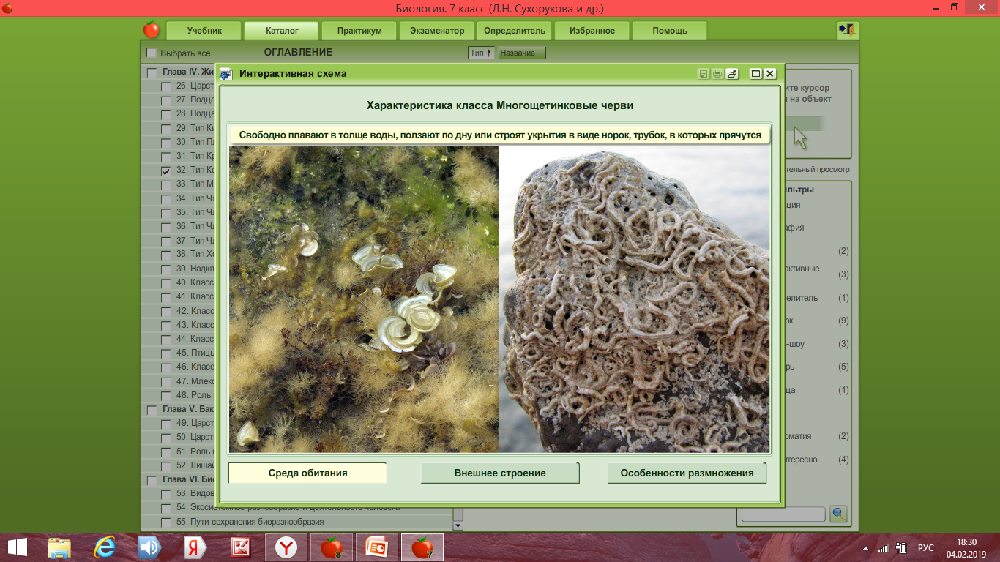 Биология. 7 класс (Л.Н. Сухорукова и др.)
Учебник
Каталог
Практикум
Экзаменатор
Определитель
Избранное
Помощь
Выбрать всё
ОГЛАВЛЕНИЕ
Тип
Название
Глава IV. Жи
26. Царст
27. Подца
28. Подца
29. Тип Ки
30. Тип Пл
31. Тип Кр
32. Тип Ко
33. Тип М
34. Тип Чл
35. Тип Чл
36. Тип Чл
37. Тип Чл
38. Тип Хо
39. Надкл
40. Класс
41. Класс
42. Класс
43. Класс
44. Класс
45. Птицы
46. Класс
47. Млеко
48. Роль
Глава V. Бак
49. Царст
50. Царст
51. Роль
52. Лишай
Глава VI. Био
53. Видов
54. Экосистемное разнообразие и деятельность человека
55. Пути сохранения биоразнообразия
Интерактивная схема
Характеристика класса Многощетинковые черви
Свободно плавают в толще воды, ползают по дну или строят укрытия в виде норок, трубок, в которых прячутся
Среда обитания
Внешнее строение
Особенности размножения
ите курсор
и на объект
тельный просмотр
льтры
ция
афия
(2)
активные
(3)
делитель
(1)
ок
(9)
-шоу
(3)
рь
(5)
ца
(1)
оматия
(2)
нтересно
(4)
8
7
РУС
18:30
04.02.2019